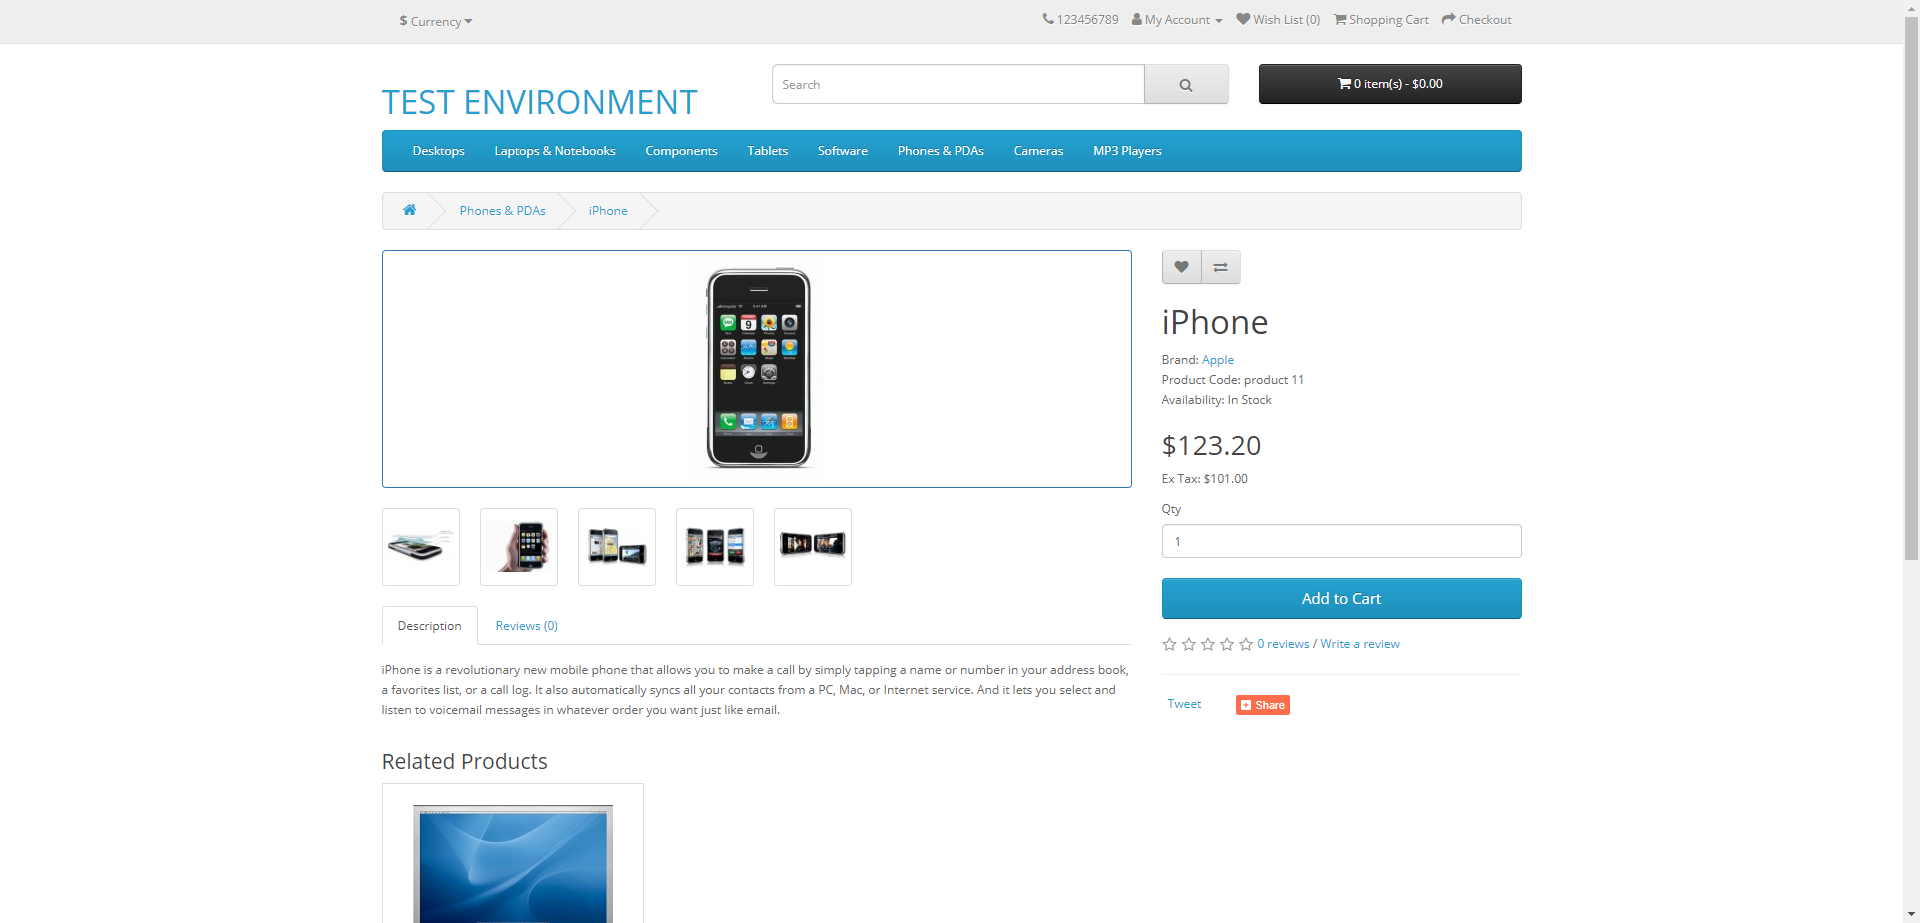 $ Currency
123456789 My Account Wish List (0) Shopping Cart Checkout
TEST ENVIRONMENT
Search
0 item(s) - $0.00
Desktops Laptops & Notebooks Components Tablets Software Phones & PDAs Cameras MP3 Players
Phones & PDAs iPhone
iPhone
Brand: Apple
Product Code: product 11
Availability: In Stock
$123.20
Ex Tax: $101.00
Qty
1
Add to Cart
0 reviews / Write a review
Tweet Share
Description Reviews (0)
iPhone is a revolutionary new mobile phone that allows you to make a call by simply tapping a name or number in your address book,
a favorites list, or a call log. It also automatically syncs all your contacts from a PC, Mac, or Internet service. And it lets you select and
listen to voicemail messages in whatever order you want just like email.
Related Products